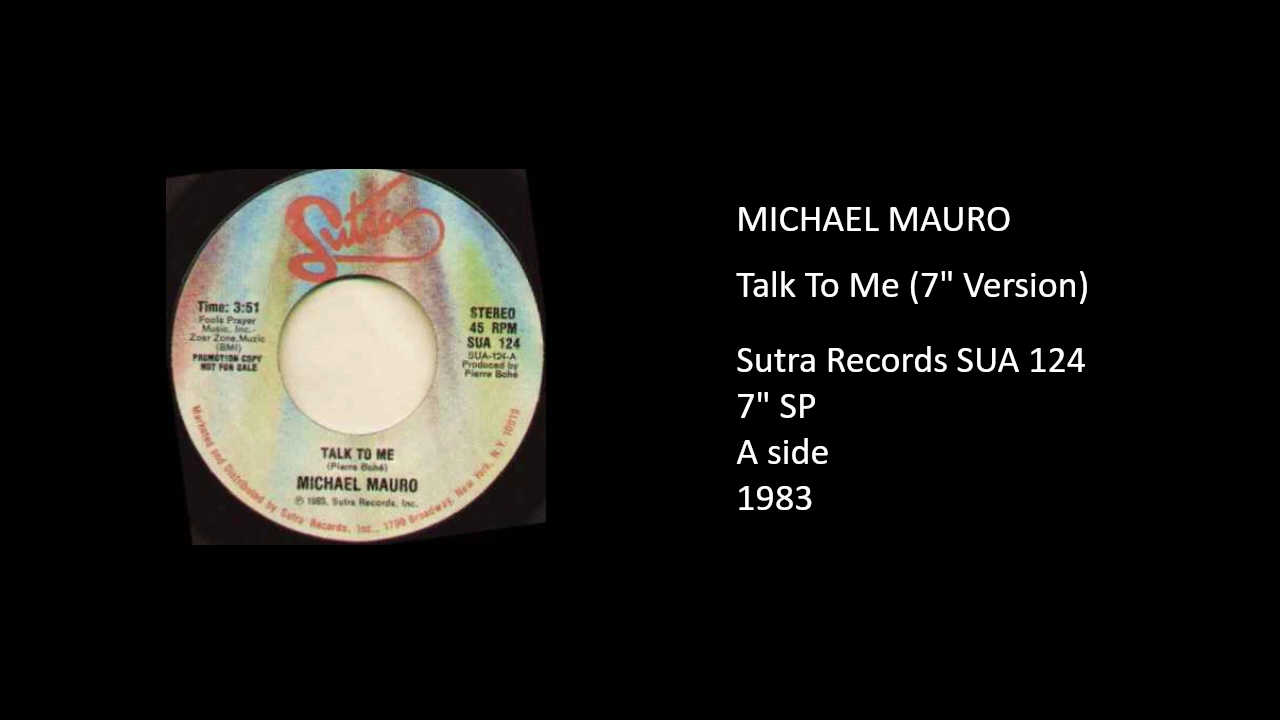 Sutra
Time: 3:51
Fools Prayer
Music, Inc.-
Zoar Zone Muzic
(BMI)
PROMOTION COPY
NOT FOR SALE
STEREO
45 RPM
SUA 124
SUA-124-A
Produced by
Pierre Bohé
TALK TO ME
(Pierre Bohé)
MICHAEL MAURO
℗ 1983, Sutra Records, Inc.
Marketed and Distributed by Sutra Records, Inc., 1790 Broadway, New York, N.Y. 10019
MICHAEL MAURO
Talk To Me (7" Version)
Sutra Records SUA 124
7" SP
A side
1983